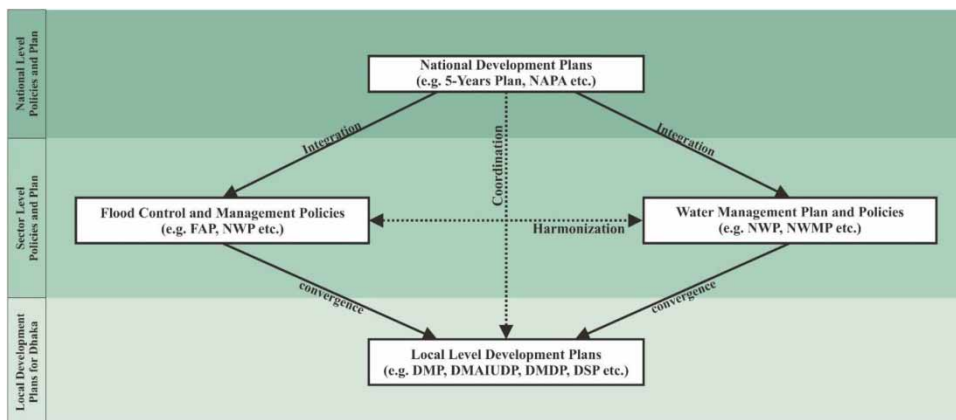 National Level
Policies and Plan
National Development Plans
(e.g. 5-Years Plan, NAPA etc.)
Integration
Integration
Coordination
Sector Level
Policies and Plan
Flood Control and Management Policies
(e.g. FAP, NWP etc.)
Harmonization
Water Management Plan and Policies
(e.g. NWP, NWMP etc.)
convergence
convergence
Local Development
Plans for Dhaka
Local Level Development Plans
(e.g. DMP, DMAIUDP, DMDP, DSP etc.)